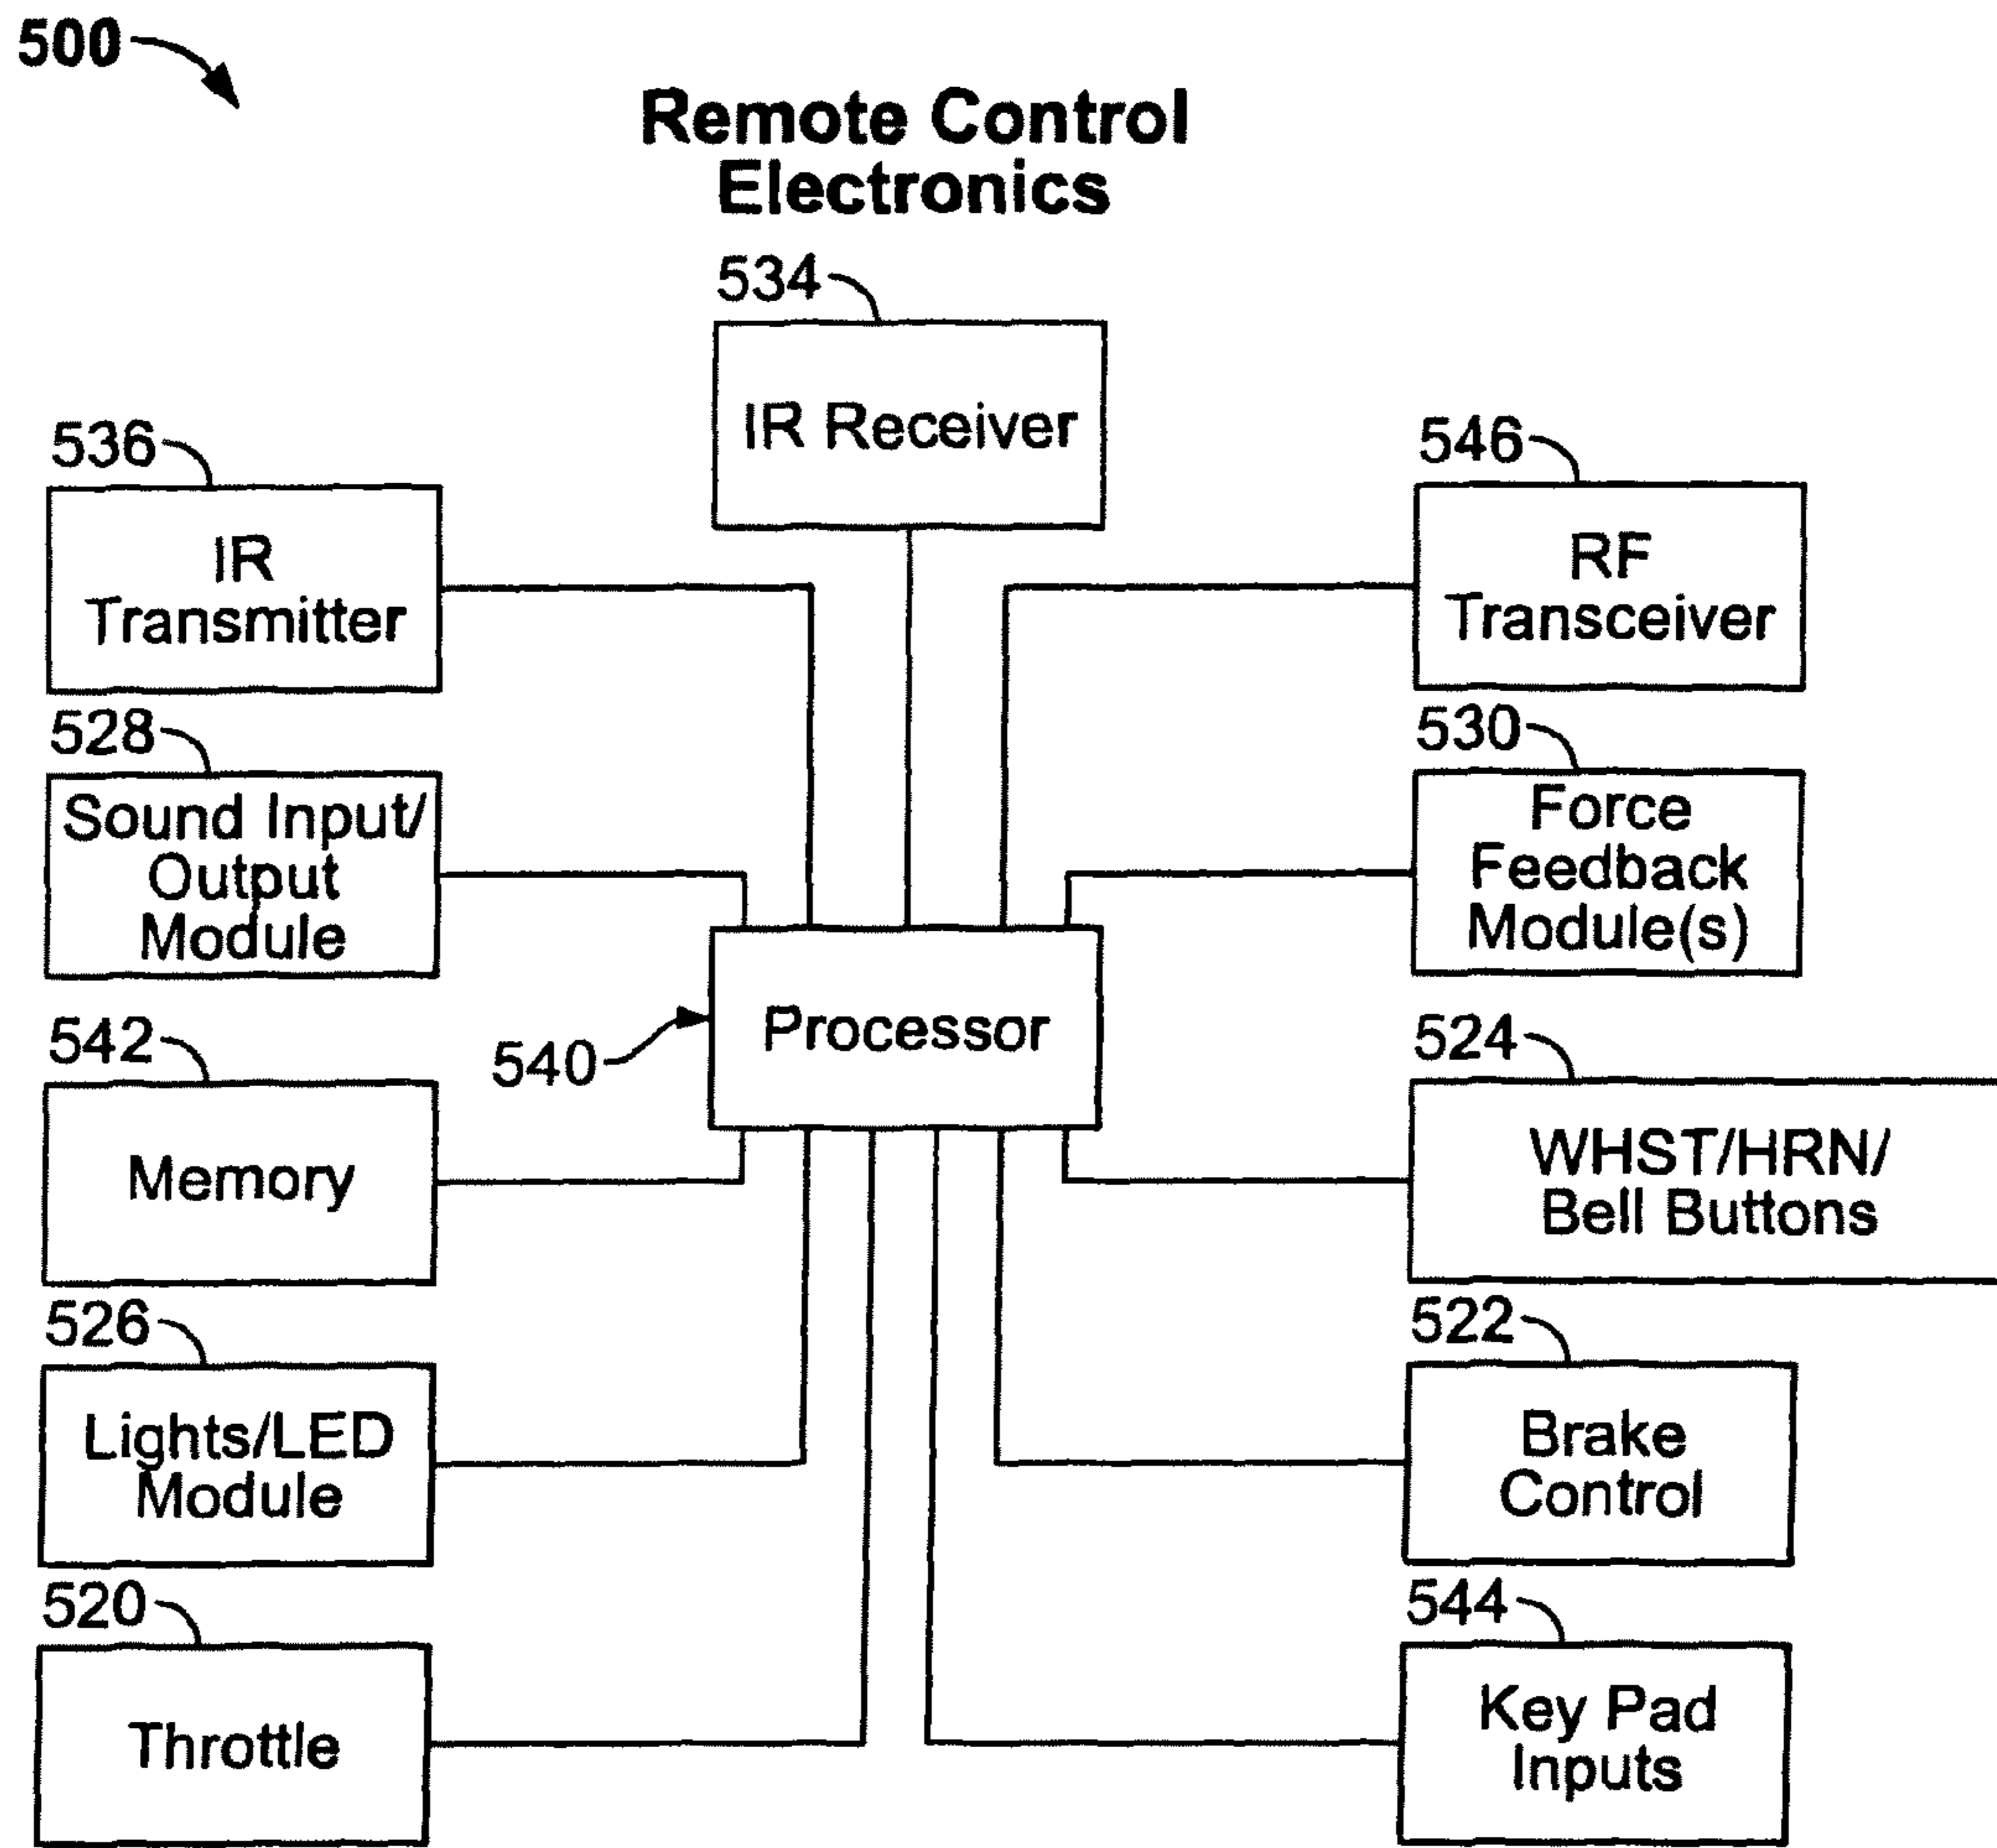 500
Remote Control
Electronics
534
IR Receiver
536
IR
Transmitter
546
RF
Transceiver
528
Sound Input/
Output
Module
530
Force
Feedback
Module(s)
540
Processor
542
Memory
524
WHST/HRN/
Bell Buttons
526
Lights/LED
Module
522
Brake
Control
520
Throttle
544
Key Pad
Inputs